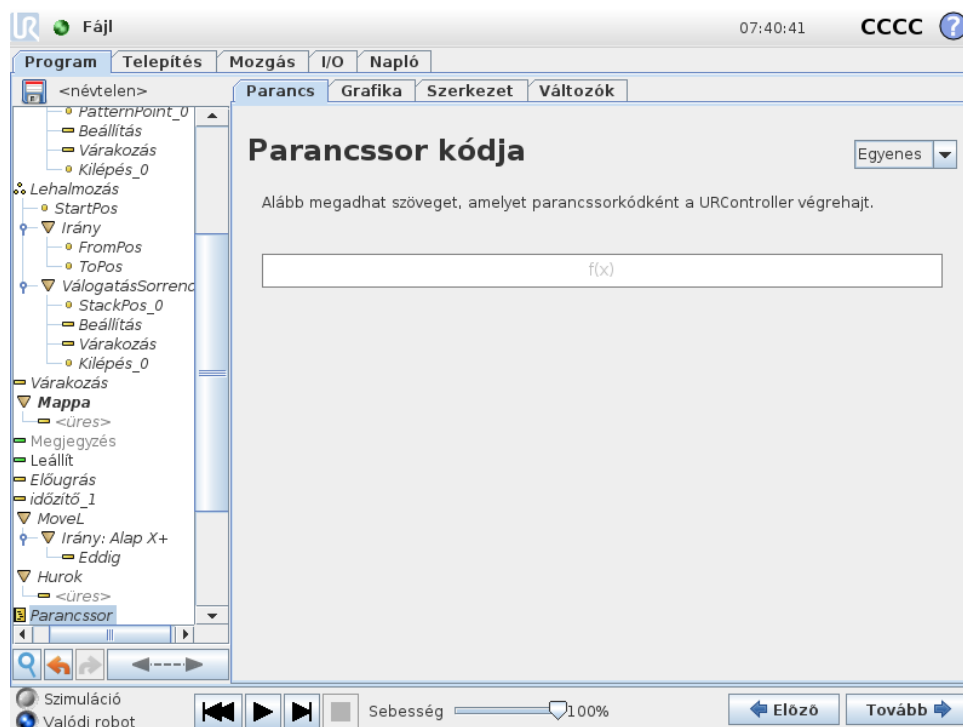 UR Fájl 07:40:41 CCCC ?
Program Telepítés Mozgás I/O Napló
<névtelen>
PatternPoint_0
Beállítás
Várakozás
Kilépés_0
Lehalmozás
StartPos
Irány
FromPos
ToPos
VálogatásSorrend
StackPos_0
Beállítás
Várakozás
Kilépés_0
Várakozás
Mappa
<üres>
Megjegyzés
Leállít
Előugrás
időzítő_1
MoveL
Irány: Alap X+
Eddig
Hurok
<üres>
Parancssor
Parancs Grafika Szerkezet Változók
Parancssor kódja
Egyenes
Alább megadhat szöveget, amelyet parancssorkódként a URController végrehajt.
f(x)
Szimuláció
Valódi robot
Sebesség 100%
Előző Tovább